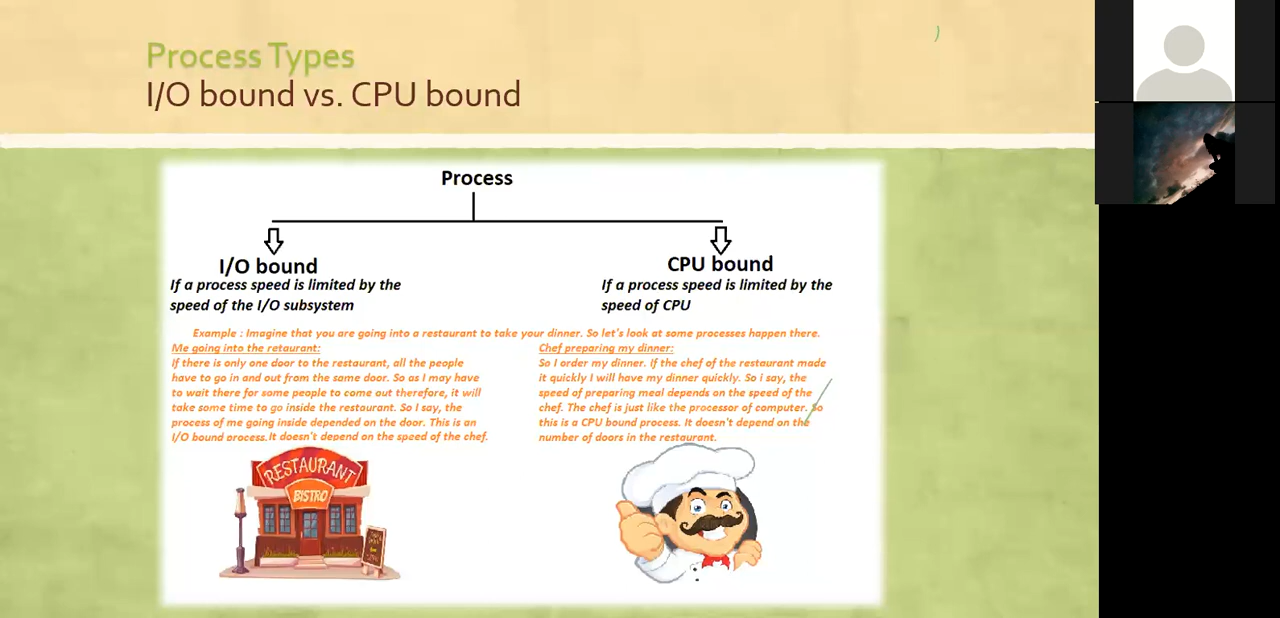 Process Types
I/O bound vs. CPU bound
Process
I/O bound
If a process speed is limited by the
speed of the I/O subsystem
CPU bound
If a process speed is limited by the
speed of CPU
Example : Imagine that you are going into a restaurant to take your dinner. So let's look at some processes happen there.
Me going into the retaurant:
If there is only one door to the restaurant, all the people
have to go in and out from the same door. So as I may have
to wait there for some people to come out therefore, it will
take some time to go inside the restaurant. So I say, the
process of me going inside depended on the door. This is an
I/O bound process.It doesn't depend on the speed of the chef.
Chef preparing my dinner:
So I order my dinner. If the chef of the restaurant made
it quickly I will have my dinner quickly. So i say, the
speed of preparing meal depends on the speed of the
chef. The chef is just like the processor of computer. So
this is a CPU bound process. It doesn't depend on the
number of doors in the restaurant.
RESTAURANT
BISTRO